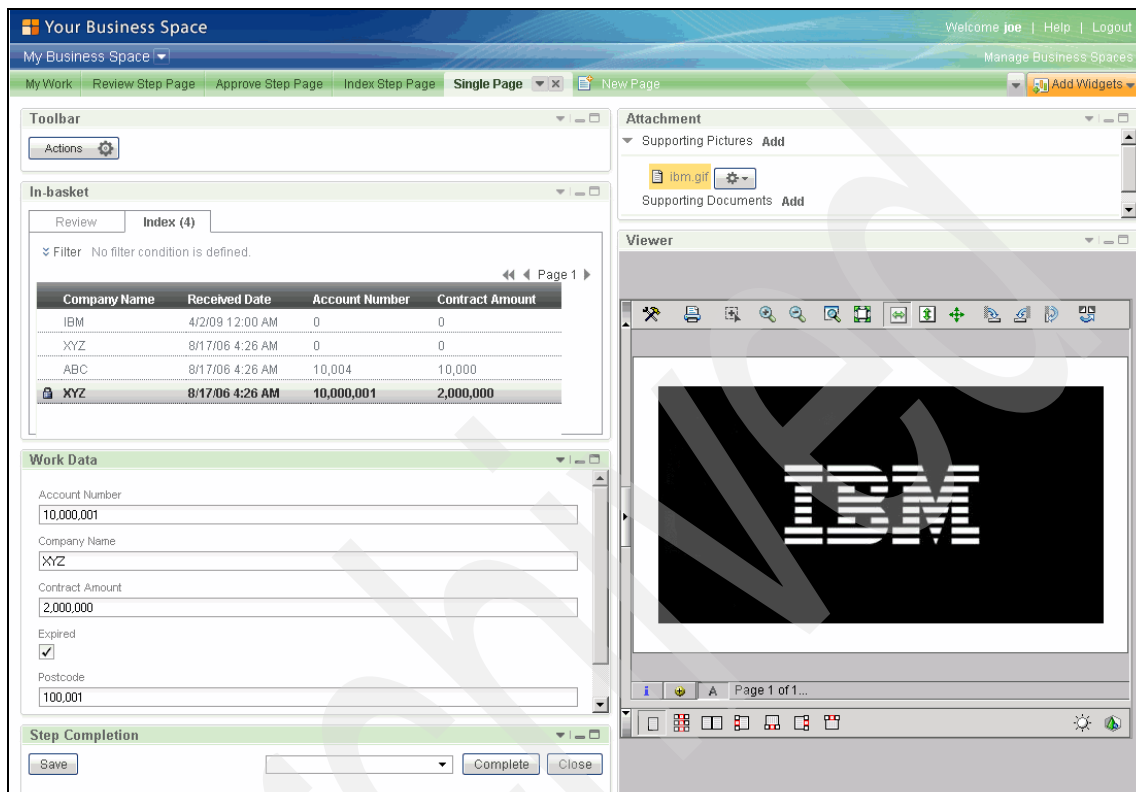 Your Business Space
Welcome joe | Help | Logout
My Business Space
Manage Business Spaces
My Work Review Step Page Approve Step Page Index Step Page Single Page New Page Add Widgets
Toolbar
Actions
In-basket
Review Index (4)
Filter No filter condition is defined.
Page 1
Company Name Received Date Account Number Contract Amount
IBM 4/2/09 12:00 AM 0 0
XYZ 8/17/06 4:26 AM 0 0
ABC 8/17/06 4:26 AM 10,004 10,000
XYZ 8/17/06 4:26 AM 10,000,001 2,000,000
Work Data
Account Number
10,000,001
Company Name
XYZ
Contract Amount
2,000,000
Expired
Postcode
100,001
Step Completion
Save Complete Close
Attachment
Supporting Pictures Add
ibm.gif
Supporting Documents Add
Viewer
IBM
i A Page 1 of 1...